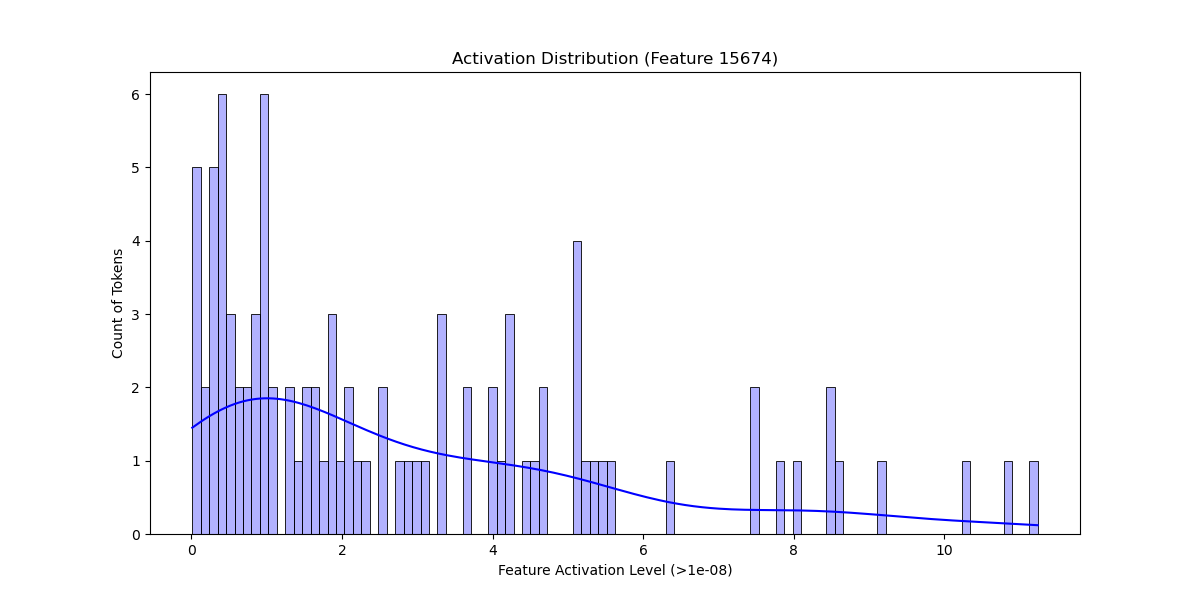 Activation Distribution (Feature 15674)
6
5
4
3
2
1
0
Count of Tokens
0 2 4 6 8 10
Feature Activation Level (>1e-08)